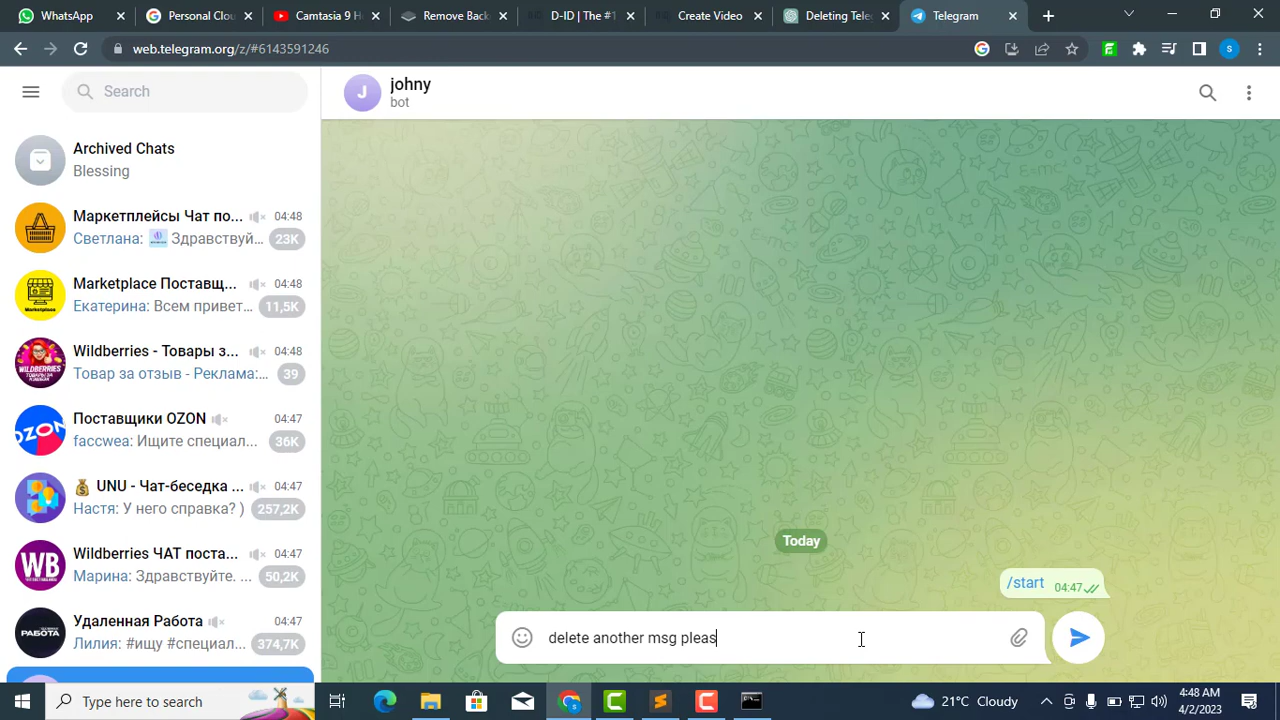 WhatsApp
Personal Clou
Camtasia 9 H
Remove Back
D-ID | The #1
Create Video
Deleting Tele
Telegram
web.telegram.org/z/#6143591246
s
Search
Archived Chats
Blessing
Маркетплейсы Чат по...
04:48
Светлана: Здравствуй...
23K
Marketplace Поставщ...
04:48
Екатерина: Всем привет...
11,5K
Wildberries - Товары з...
04:48
Товар за отзыв - Реклама:...
39
Поставщики OZON
04:47
faccwea: Ищите специал...
36K
UNU - Чат-беседка ...
04:47
Настя: У него справка? )
257,2K
Wildberries ЧАТ поста...
04:47
Марина: Здравствуйте. ...
50,2K
Удаленная Работа
04:47
Лилия: #ищу #специал...
374,7K
OZON
WB
РАБОТА
J
johny
bot
Today
/start 04:47
delete another msg pleas
Type here to search
21°C Cloudy
4:48 AM
4/2/2023